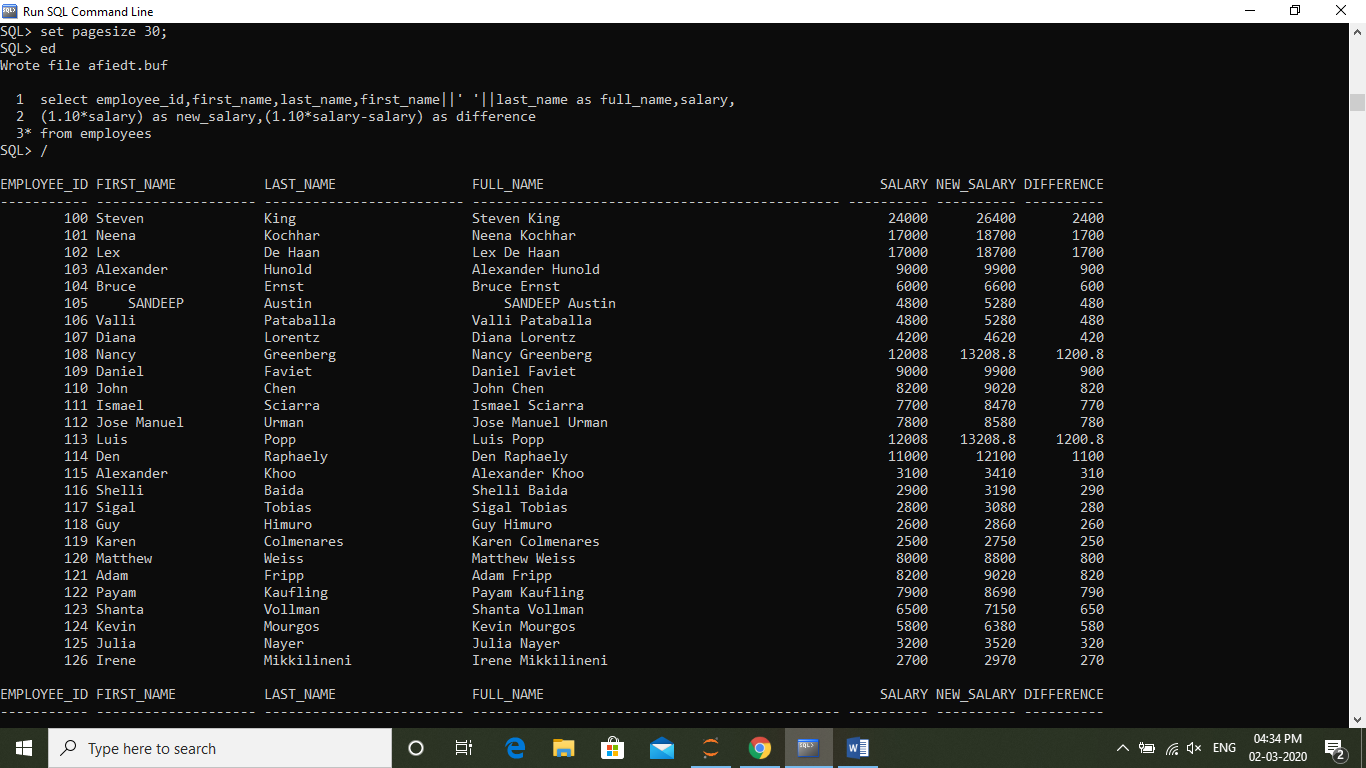 Run SQL Command Line
SQL> set pagesize 30;
SQL> ed
Wrote file afiedt.buf
  1  select employee_id,first_name,last_name,first_name||' '||last_name as full_name,salary,
  2  (1.10*salary) as new_salary,(1.10*salary-salary) as difference
  3* from employees
SQL> /
EMPLOYEE_ID FIRST_NAME           LAST_NAME                 FULL_NAME                                          SALARY NEW_SALARY DIFFERENCE
----------- -------------------- ------------------------- ---------------------------------------------- ---------- ---------- ----------
        100 Steven               King                      Steven King                                         24000      26400       2400
        101 Neena                Kochhar                   Neena Kochhar                                       17000      18700       1700
        102 Lex                  De Haan                   Lex De Haan                                         17000      18700       1700
        103 Alexander            Hunold                    Alexander Hunold                                     9000       9900        900
        104 Bruce                Ernst                     Bruce Ernst                                          6000       6600        600
        105     SANDEEP          Austin                        SANDEEP Austin                                   4800       5280        480
        106 Valli                Pataballa                 Valli Pataballa                                      4800       5280        480
        107 Diana                Lorentz                   Diana Lorentz                                        4200       4620        420
        108 Nancy                Greenberg                 Nancy Greenberg                                     12008    13208.8     1200.8
        109 Daniel               Faviet                    Daniel Faviet                                        9000       9900        900
        110 John                 Chen                      John Chen                                            8200       9020        820
        111 Ismael               Sciarra                   Ismael Sciarra                                       7700       8470        770
        112 Jose Manuel          Urman                     Jose Manuel Urman                                    7800       8580        780
        113 Luis                 Popp                      Luis Popp                                           12008    13208.8     1200.8
        114 Den                  Raphaely                  Den Raphaely                                        11000      12100       1100
        115 Alexander            Khoo                      Alexander Khoo                                       3100       3410        310
        116 Shelli               Baida                     Shelli Baida                                         2900       3190        290
        117 Sigal                Tobias                    Sigal Tobias                                         2800       3080        280
        118 Guy                  Himuro                    Guy Himuro                                           2600       2860        260
        119 Karen                Colmenares                Karen Colmenares                                     2500       2750        250
        120 Matthew              Weiss                     Matthew Weiss                                        8000       8800        800
        121 Adam                 Fripp                     Adam Fripp                                           8200       9020        820
        122 Payam                Kaufling                  Payam Kaufling                                       7900       8690        790
        123 Shanta               Vollman                   Shanta Vollman                                       6500       7150        650
        124 Kevin                Mourgos                   Kevin Mourgos                                        5800       6380        580
        125 Julia                Nayer                     Julia Nayer                                          3200       3520        320
        126 Irene                Mikkilineni               Irene Mikkilineni                                    2700       2970        270
EMPLOYEE_ID FIRST_NAME           LAST_NAME                 FULL_NAME                                          SALARY NEW_SALARY DIFFERENCE
----------- -------------------- ------------------------- ---------------------------------------------- ---------- ---------- ----------
Type here to search
ENG
04:34 PM
02-03-2020
2